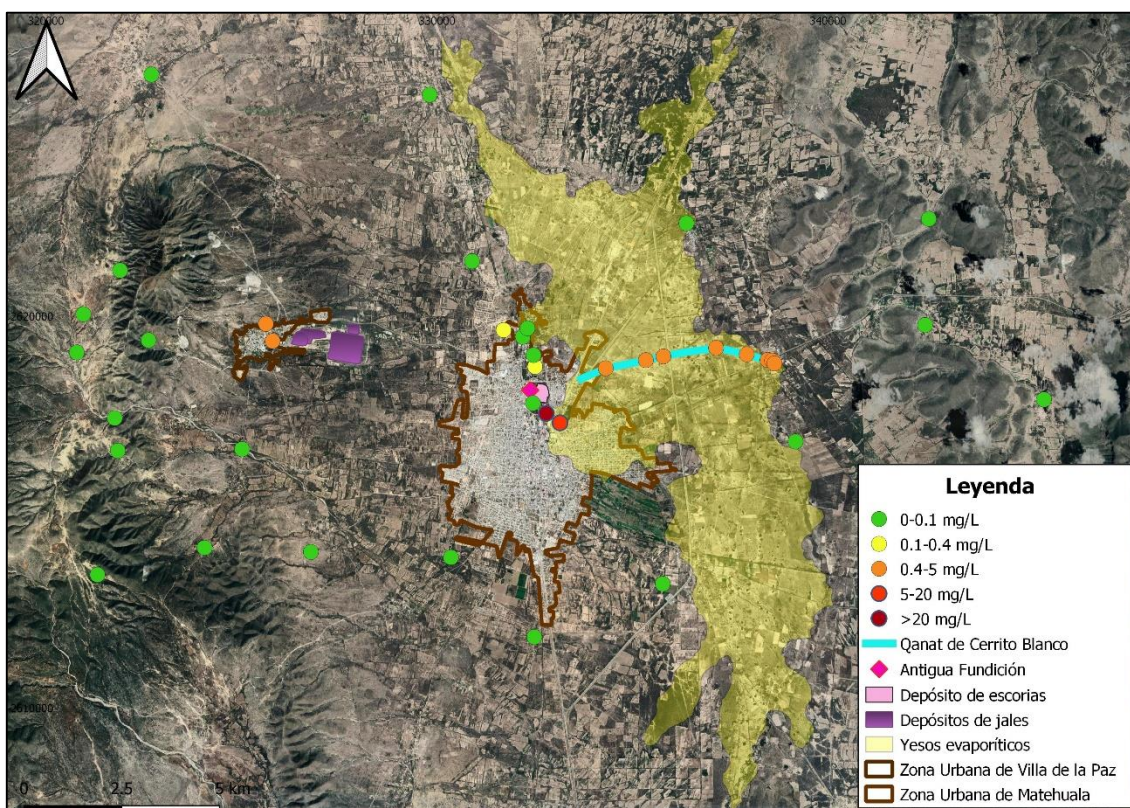 320000
330000
340000
2620000
2610000
Leyenda
0-0.1 mg/L
0.1-0.4 mg/L
0.4-5 mg/L
5-20 mg/L
>20 mg/L
Qanat de Cerrito Blanco
Antigua Fundición
Depósito de escorias
Depósitos de jales
Yesos evaporíticos
Zona Urbana de Villa de la Paz
Zona Urbana de Matehuala
0 2.5 5 km